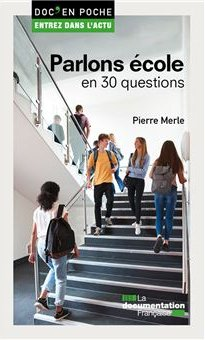 DOC' EN POCHE
ENTREZ DANS L'ACTU
Parlons école
en 30 questions
Pierre Merle
La
documentation
Française